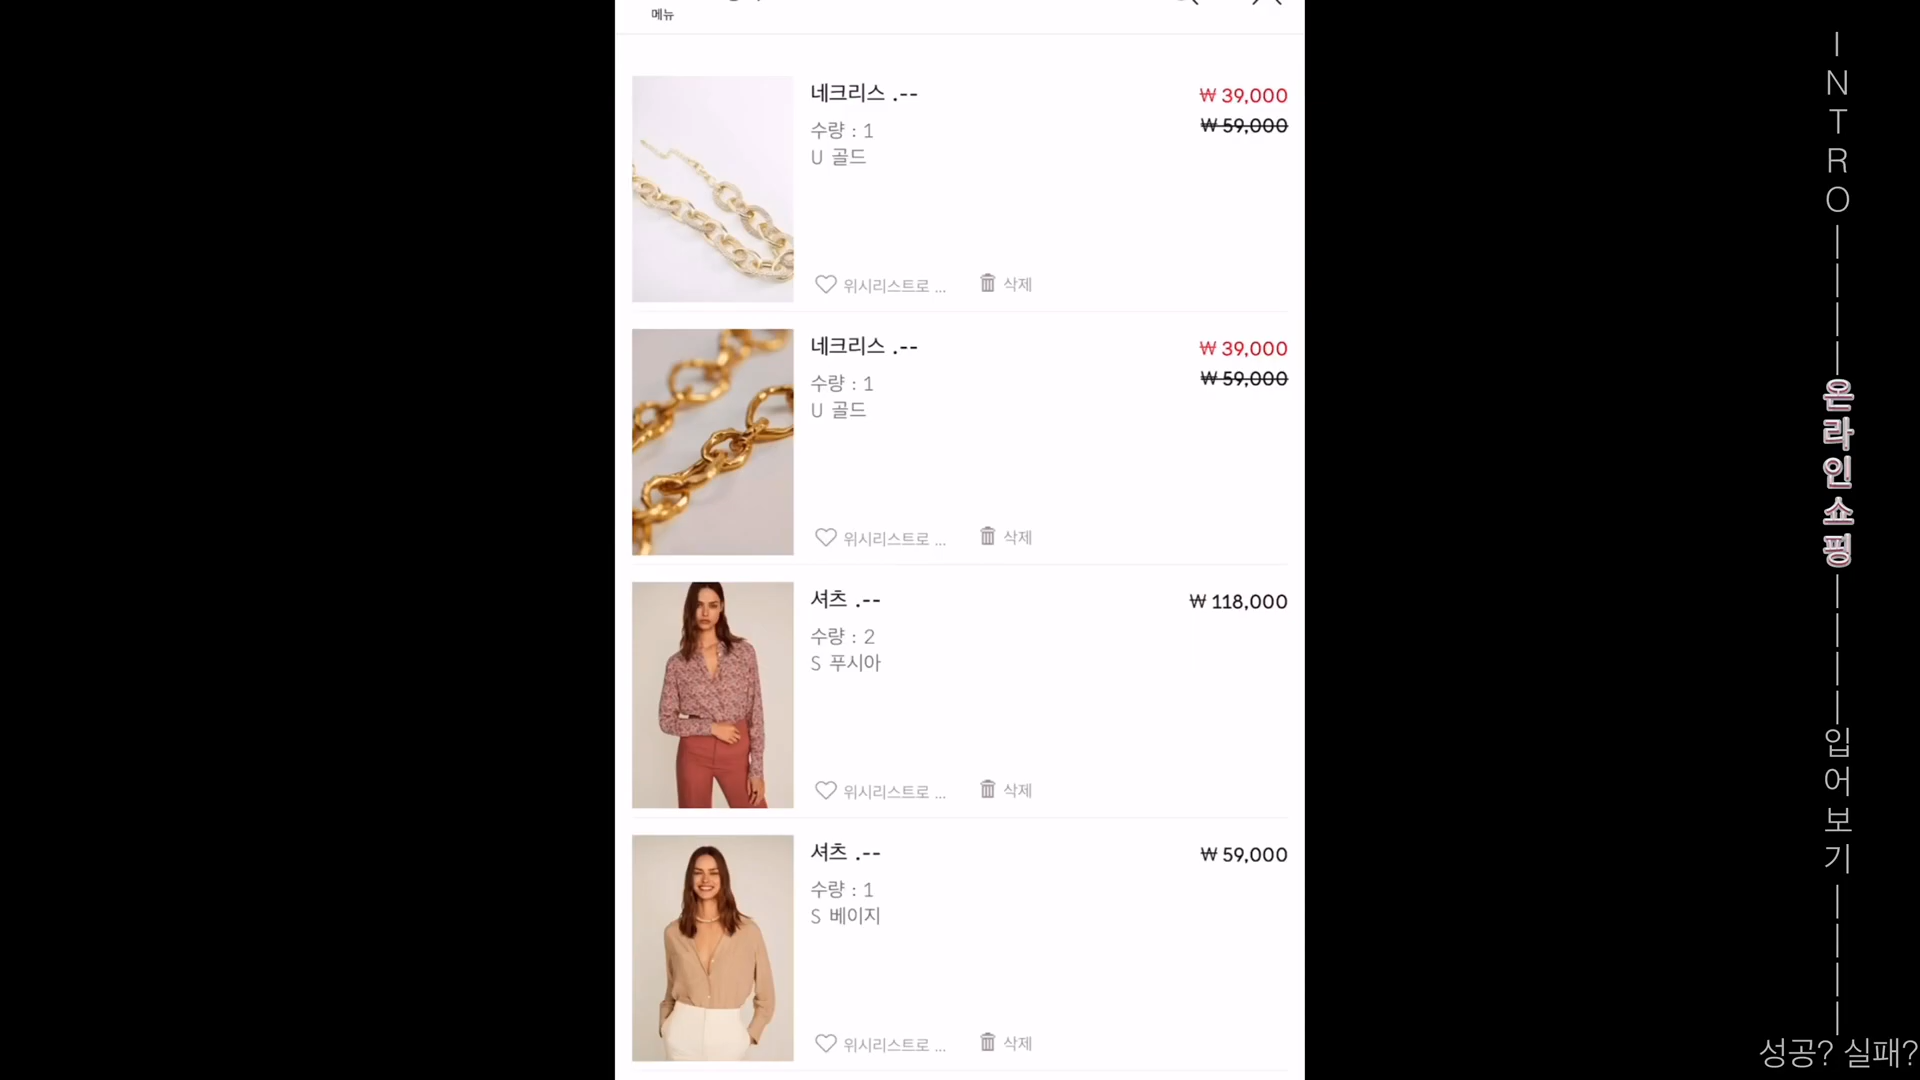 메뉴
네크리스 .--
₩ 39,000
₩ 59,000
수량 : 1
U 골드
위시리스트로 ...
삭제
네크리스 .--
₩ 39,000
₩ 59,000
수량 : 1
U 골드
위시리스트로 ...
삭제
셔츠 .--
₩ 118,000
수량 : 2
S 푸시아
위시리스트로 ...
삭제
셔츠 .--
₩ 59,000
수량 : 1
S 베이지
위시리스트로 ...
삭제
INTRO||||온라인쇼핑||||입어보기||||
성공? 실패?